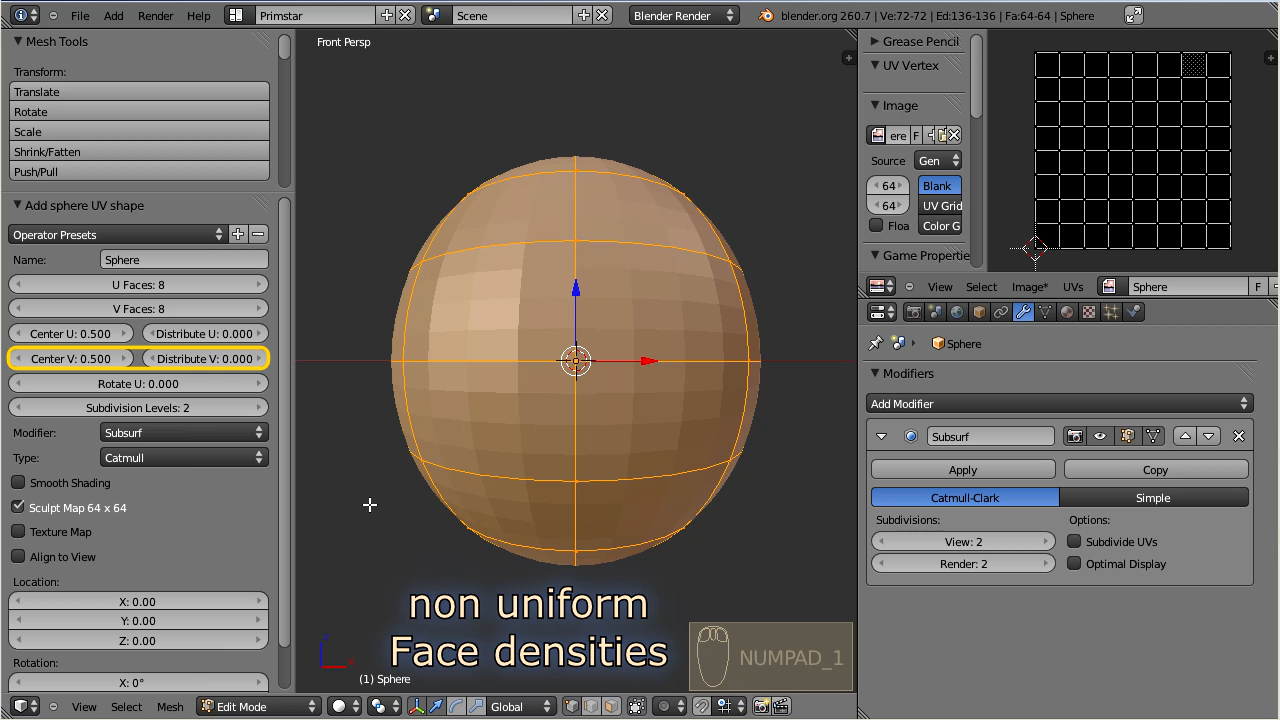 File Add Render Help Primstar Scene Blender Render blender.org 260.7 | Ve:72-72 | Ed:136-136 | Fa:64-64 | Sphere
Mesh Tools
Transform:
Translate
Rotate
Scale
Shrink/Fatten
Push/Pull
Add sphere UV shape
Operator Presets
Name: Sphere
U Faces: 8
V Faces: 8
Center U: 0.500 Distribute U: 0.000
Center V: 0.500 Distribute V: 0.000
Rotate U: 0.000
Subdivision Levels: 2
Modifier: Subsurf
Type: Catmull
Smooth Shading
Sculpt Map 64 x 64
Texture Map
Align to View
Location:
X: 0.00
Y: 0.00
Z: 0.00
Rotation:
X: 0°
Front Persp
non uniform
Face densities
NUMPAD_1
(1) Sphere
View Select Mesh Edit Mode Global
Grease Pencil
UV Vertex
Image
ere F
Source Gen
64 Blank
64 UV Grid
Floa Color G
Game Propertie
View Select Image* UVs Sphere F
Sphere
Modifiers
Add Modifier
Subsurf
Apply Copy
Catmull-Clark Simple
Subdivisions: Options:
View: 2 Subdivide UVs
Render: 2 Optimal Display